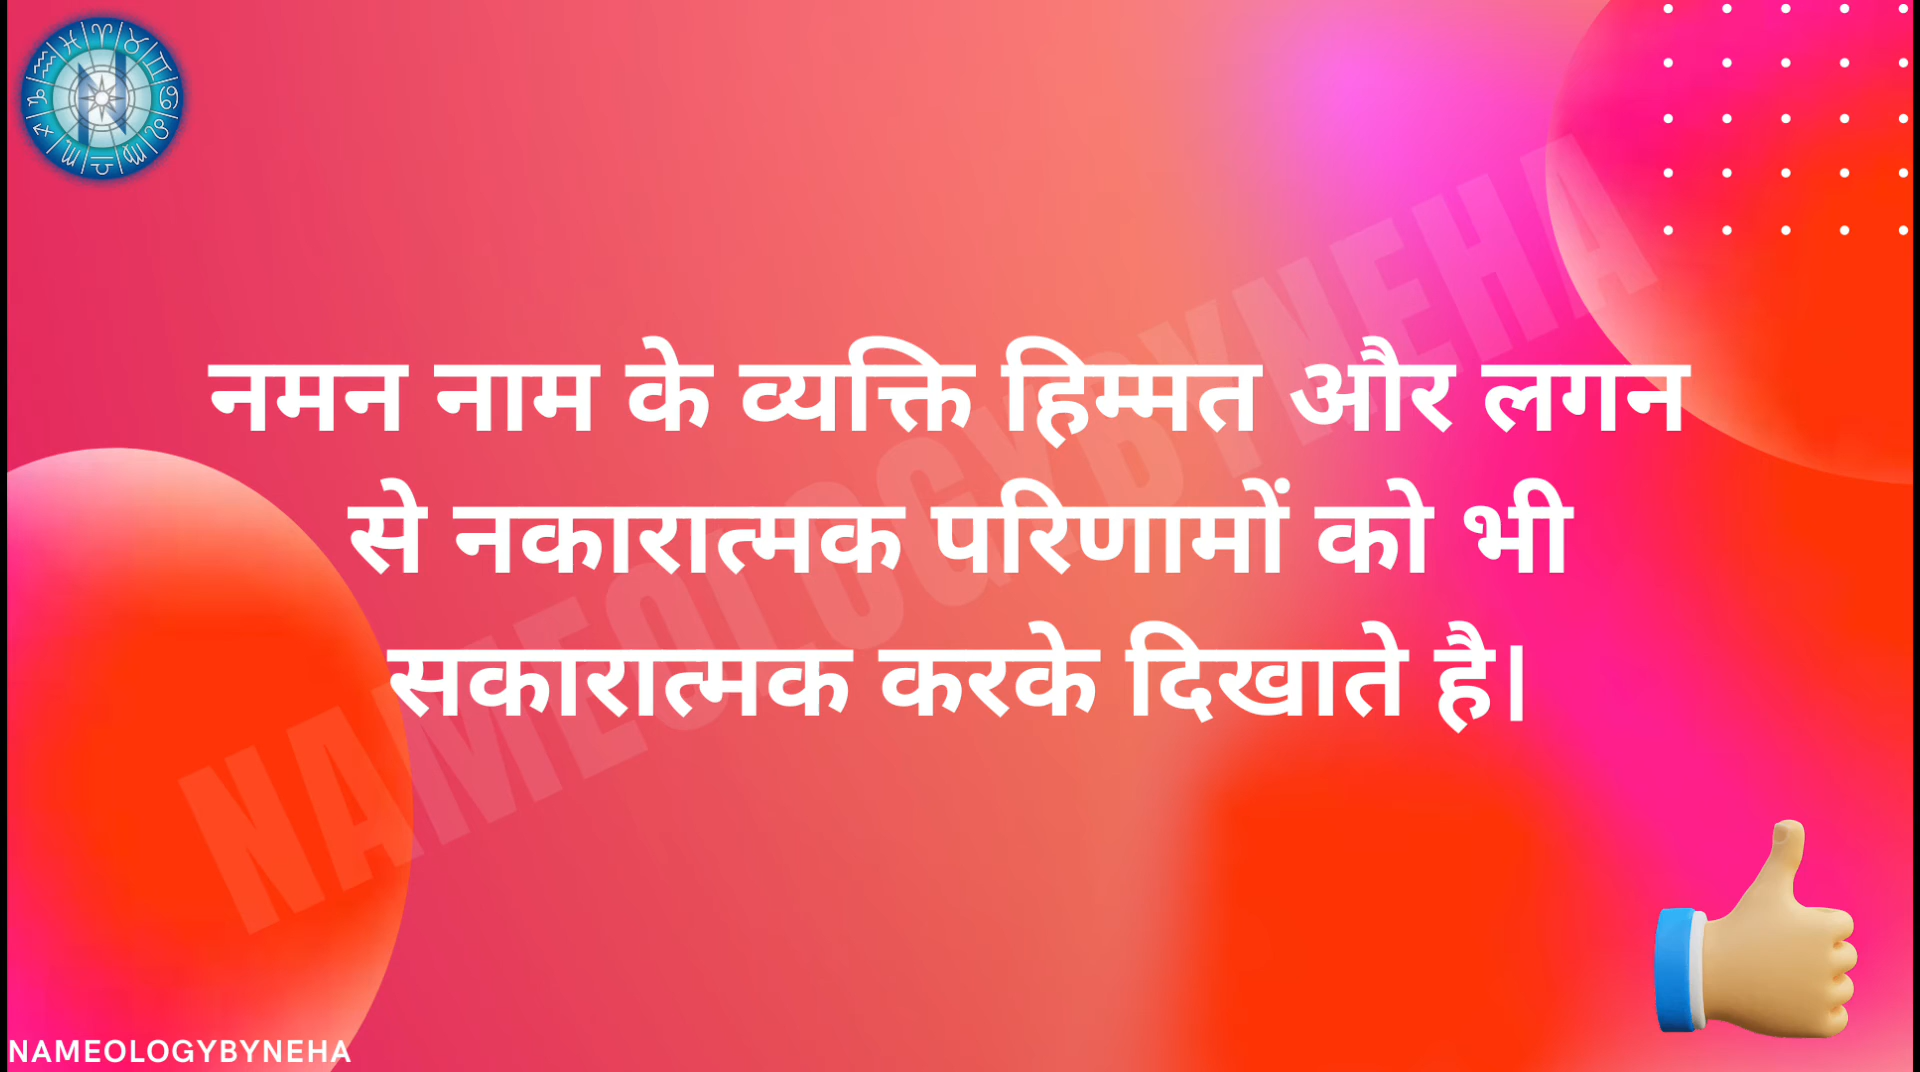 नमन नाम के व्यक्ति हिम्मत और लगन
से नकारात्मक परिणामों को भी
सकारात्मक करके दिखाते है।
NAMEOLOGYBYNEHA
NAMEOLOGYBYNEHA